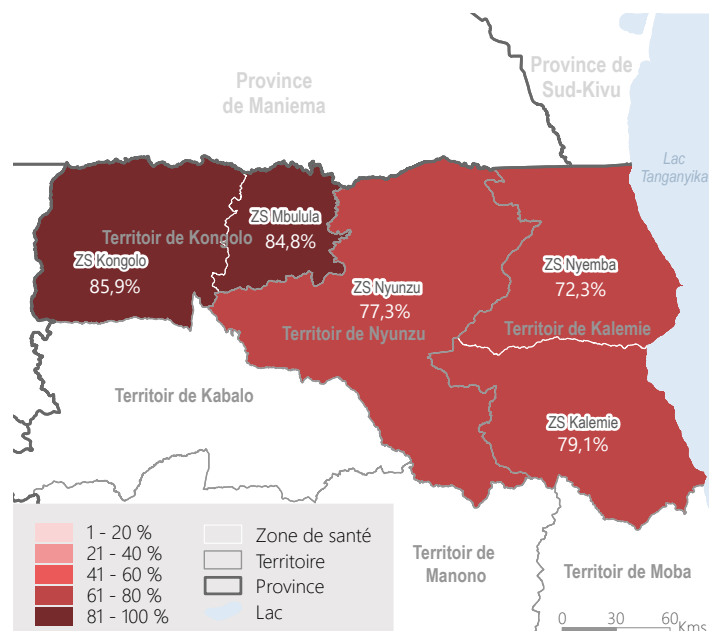 Province
de Maniema
Province de
Sud-Kivu
Lac
Tanganyika
ZS Mbulula
84,8%
Territoir de Kongolo
ZS Kongolo
85,9%
ZS Nyunzu
77,3%
Territoir de Nyunzu
ZS Nyemba
72,3%
Territoir de Kalemie
Territoir de Kabalo
ZS Kalemie
79,1%
Territoir de
Manono
Territoir de Moba
1 - 20 %
21 - 40 %
41 - 60 %
61 - 80 %
81 - 100 %
Zone de santé
Territoire
Province
Lac
0 30 60
Kms